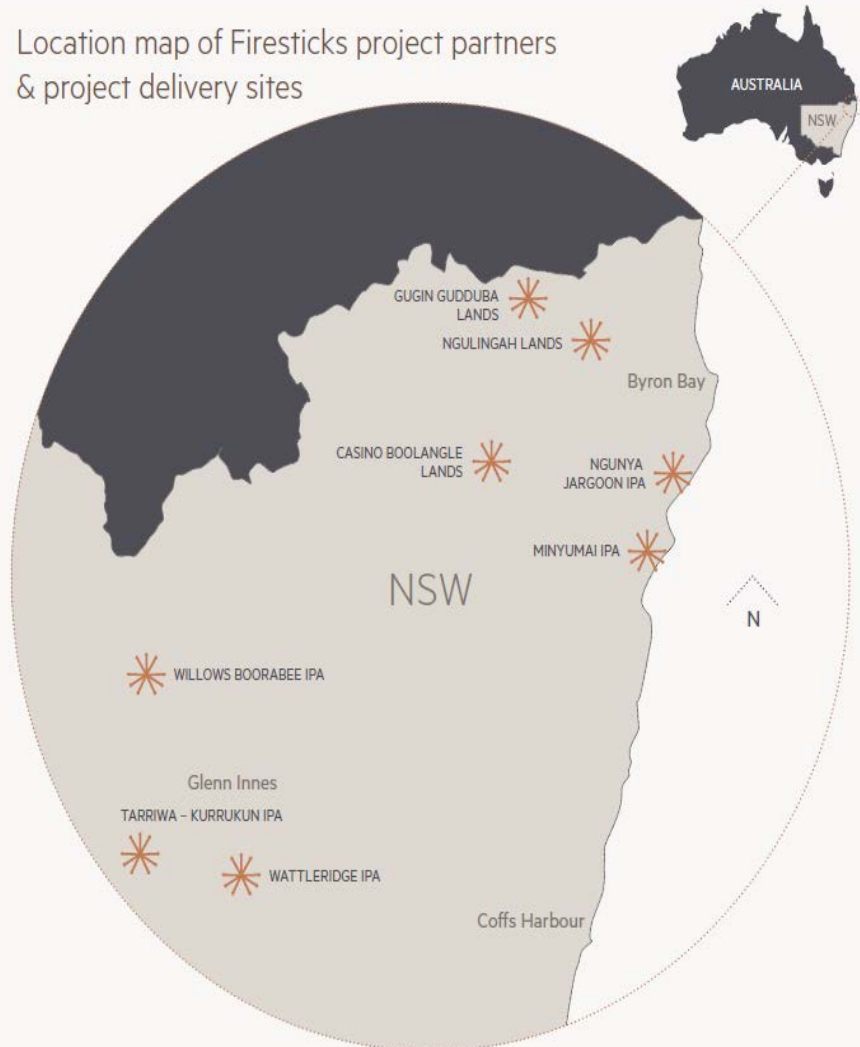 Location map of Firesticks project partners
& project delivery sites
AUSTRALIA
NSW
GUGIN GUDDUBA
LANDS
NGULINGAH LANDS
Byron Bay
CASINO BOOLANGLE
LANDS
NGUNYA
JARGOON IPA
MINYUMAI IPA
NSW
N
WILLOWS BOORABEE IPA
Glenn Innes
TARRIWA – KURRUKUN IPA
WATTLERIDGE IPA
Coffs Harbour